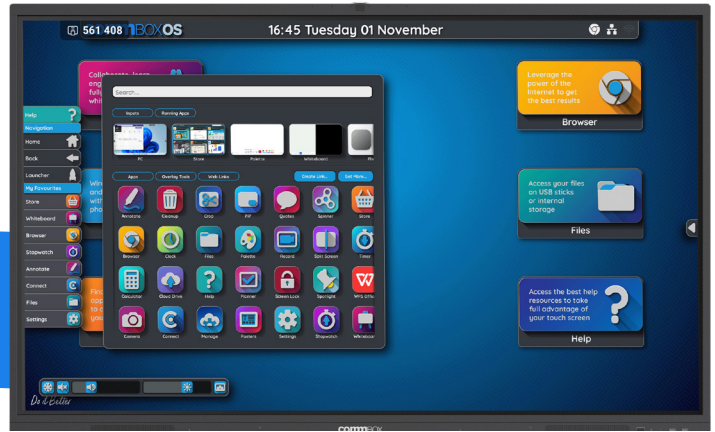 561 408 BOXOS
16:45 Tuesday 01 November
Search...
Inputs
Running Apps
PC
Store
Palette
Whiteboard
Apps
Overlay Tools
Web Links
Create Link...
Get More...
Annotate
Cleanup
Crop
PiP
Quotes
Spinner
Store
Browser
Clock
Files
Palette
Record
Split Screen
Timer
Calculator
Cloud Drive
Help
Planner
Screen Lock
Spotlight
WPS Office
Camera
Connect
Manage
Posters
Settings
Stopwatch
Whiteboar
Help
Navigation
Home
Back
Launcher
My Favourites
Store
Whiteboard
Browser
Stopwatch
Annotate
Connect
Files
Settings
Leverage the
power of the
Internet to get
the best results
Browser
Access your files
on USB sticks
or internal
storage
Files
Access the best help
resources to take
full advantage of
your touch screen
Help
Do it Better
commbox